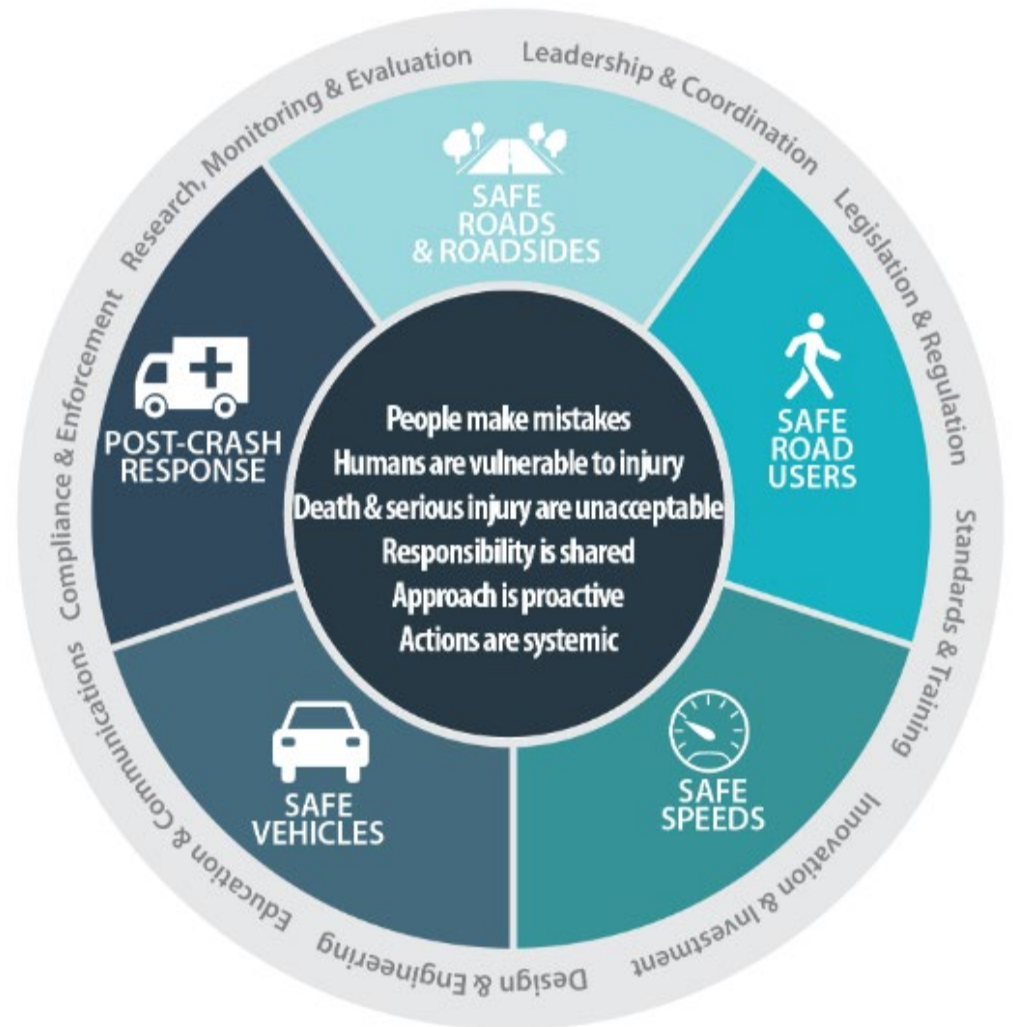 Leadership & Coordination
Legislation & Regulation
Standards & Training
Innovation & Investment
Design & Engineering
Education & Communications
Compliance & Enforcement
Research, Monitoring & Evaluation
SAFE
ROADS
& ROADSIDES
SAFE
ROAD
USERS
SAFE
SPEEDS
SAFE
VEHICLES
POST-CRASH
RESPONSE
People make mistakes
Humans are vulnerable to injury
Death & serious injury are unacceptable
Responsibility is shared
Approach is proactive
Actions are systemic